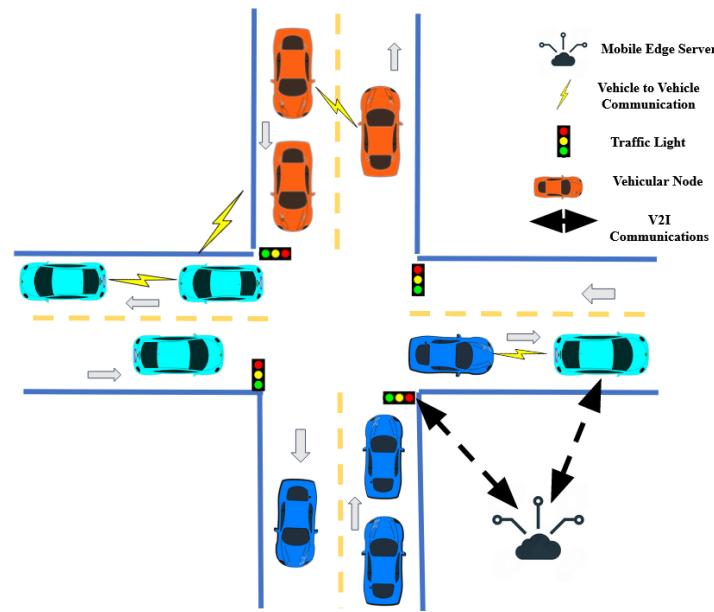 Mobile Edge Server
Vehicle to Vehicle
Communication
Traffic Light
Vehicular Node
V2I
Communications